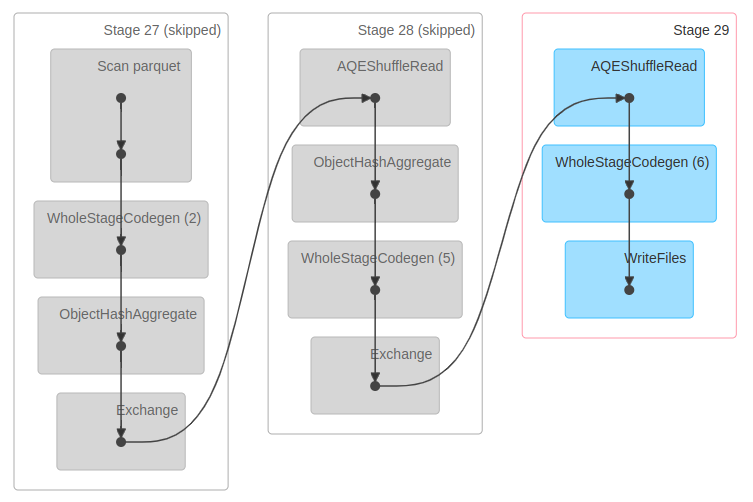 Stage 27 (skipped)
Scan parquet
WholeStageCodegen (2)
ObjectHashAggregate
Exchange
Stage 28 (skipped)
AQEShuffleRead
ObjectHashAggregate
WholeStageCodegen (5)
Exchange
Stage 29
AQEShuffleRead
WholeStageCodegen (6)
WriteFiles